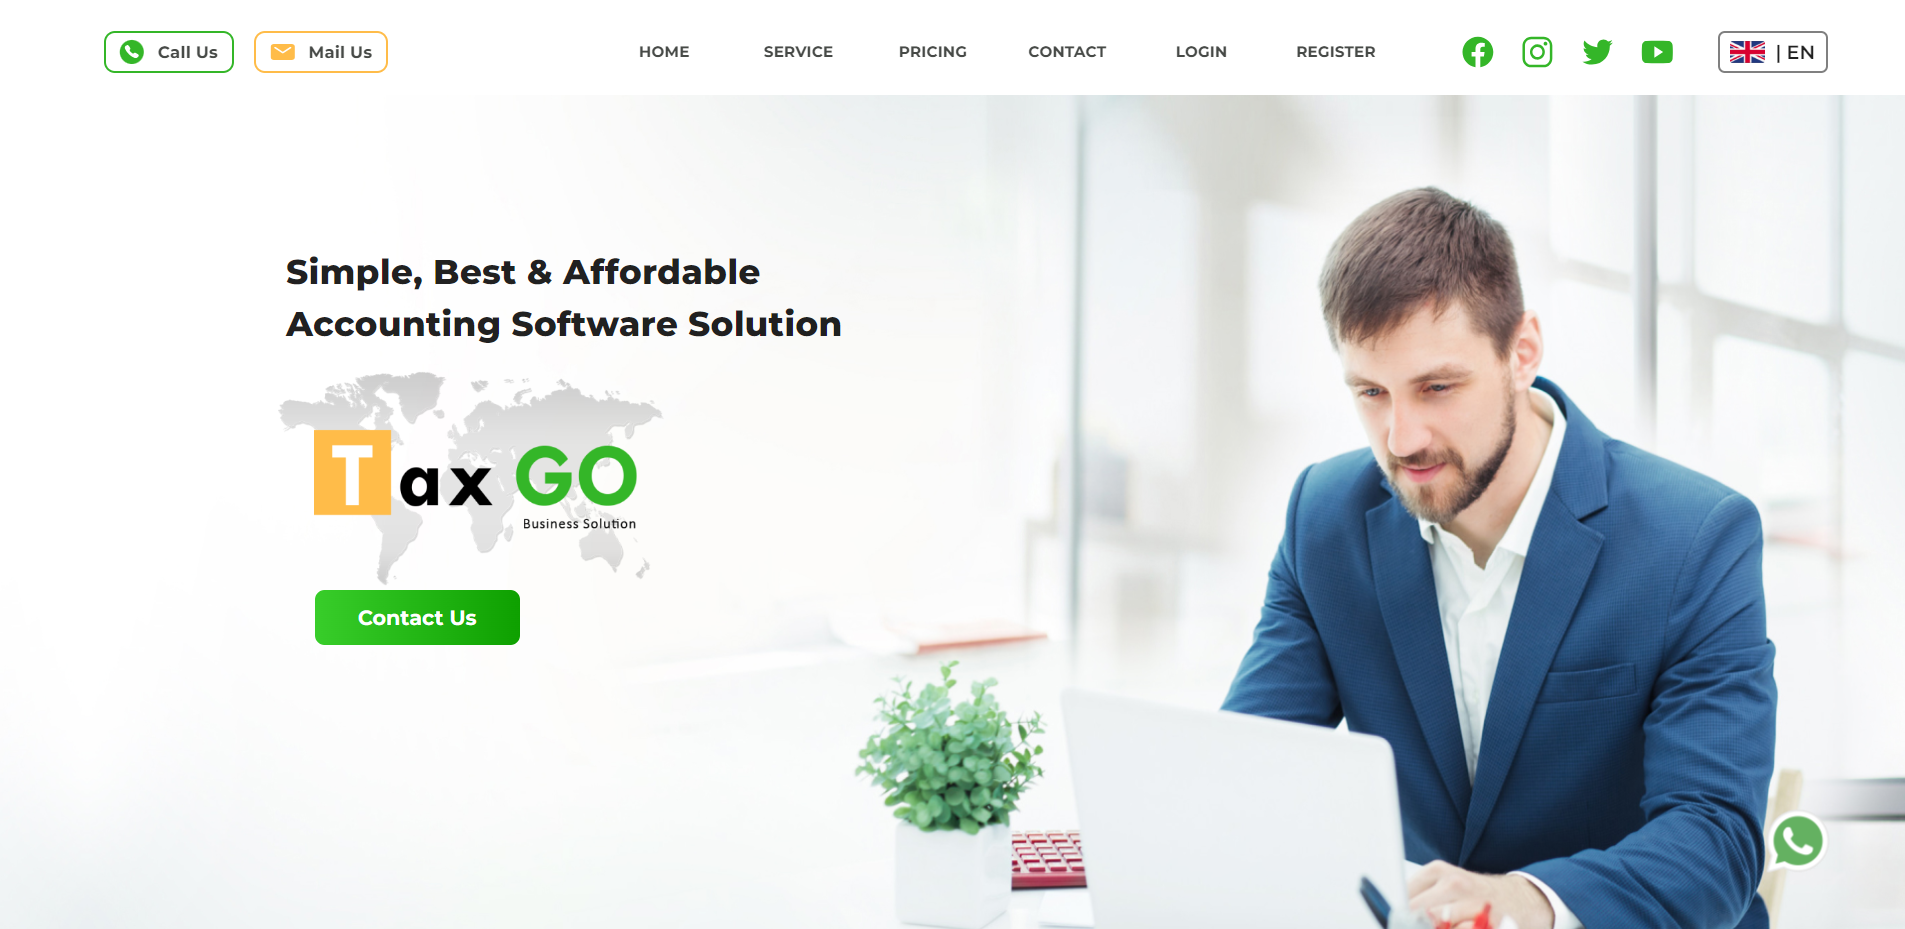 Call Us
Mail Us
HOME
SERVICE
PRICING
CONTACT
LOGIN
REGISTER
| EN
Simple, Best & Affordable
Accounting Software Solution
Tax GO
Business Solution
Contact Us